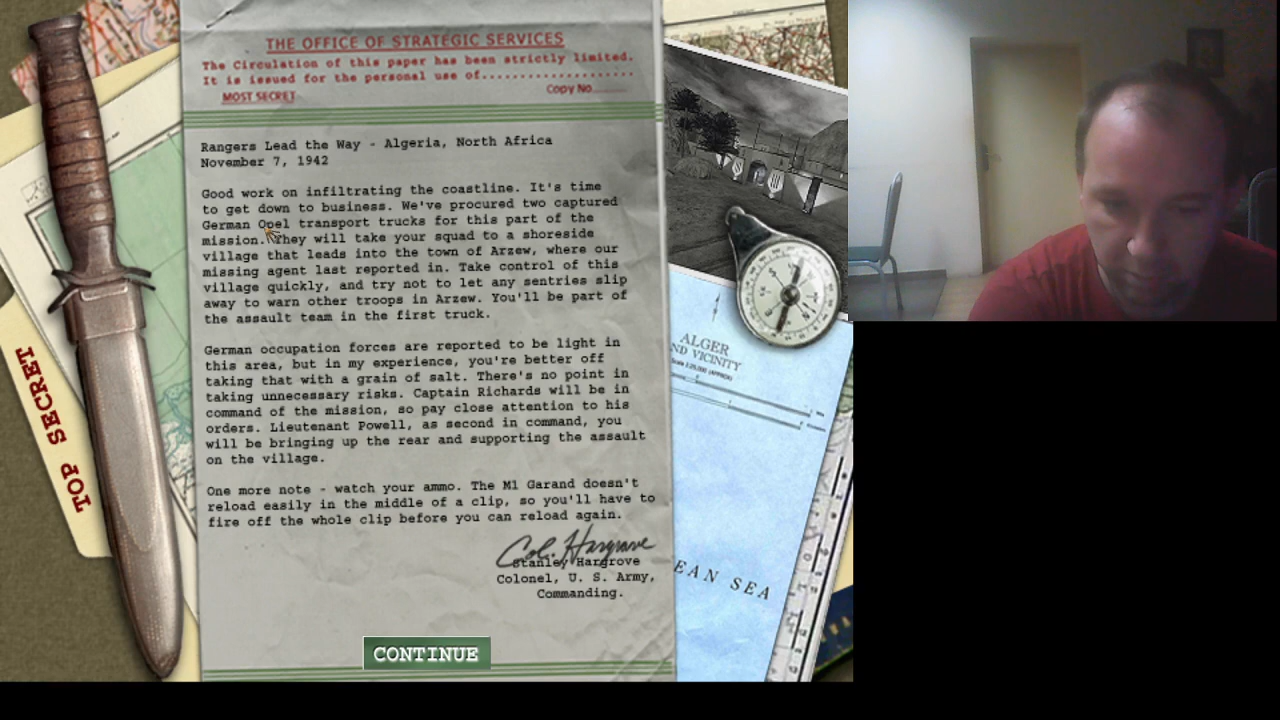 THE OFFICE OF STRATEGIC SERVICES
The Circulation of this paper has been strictly limited.
It is issued for the personal use of....................
MOST SECRET
Copy No.........
Rangers Lead the Way - Algeria, North Africa
November 7, 1942
Good work on infiltrating the coastline. It's time
to get down to business. We've procured two captured
German Opel transport trucks for this part of the
mission. They will take your squad to a shoreside
village that leads into the town of Arzew, where our
missing agent last reported in. Take control of this
village quickly, and try not to let any sentries slip
away to warn other troops in Arzew. You'll be part of
the assault team in the first truck.
German occupation forces are reported to be light in
this area, but in my experience, you're better off
taking that with a grain of salt. There's no point in
taking unnecessary risks. Captain Richards will be in
command of the mission, so pay close attention to his
orders. Lieutenant Powell, as second in command, you
will be bringing up the rear and supporting the assault
on the village.
One more note - watch your ammo. The M1 Garand doesn't
reload easily in the middle of a clip, so you'll have to
fire off the whole clip before you can reload again.
Col. Hargrove
Stanley Hargrove
Colonel, U. S. Army,
Commanding.
CONTINUE
TOP SECRET
ALGER
ND VICINITY
EAN SEA